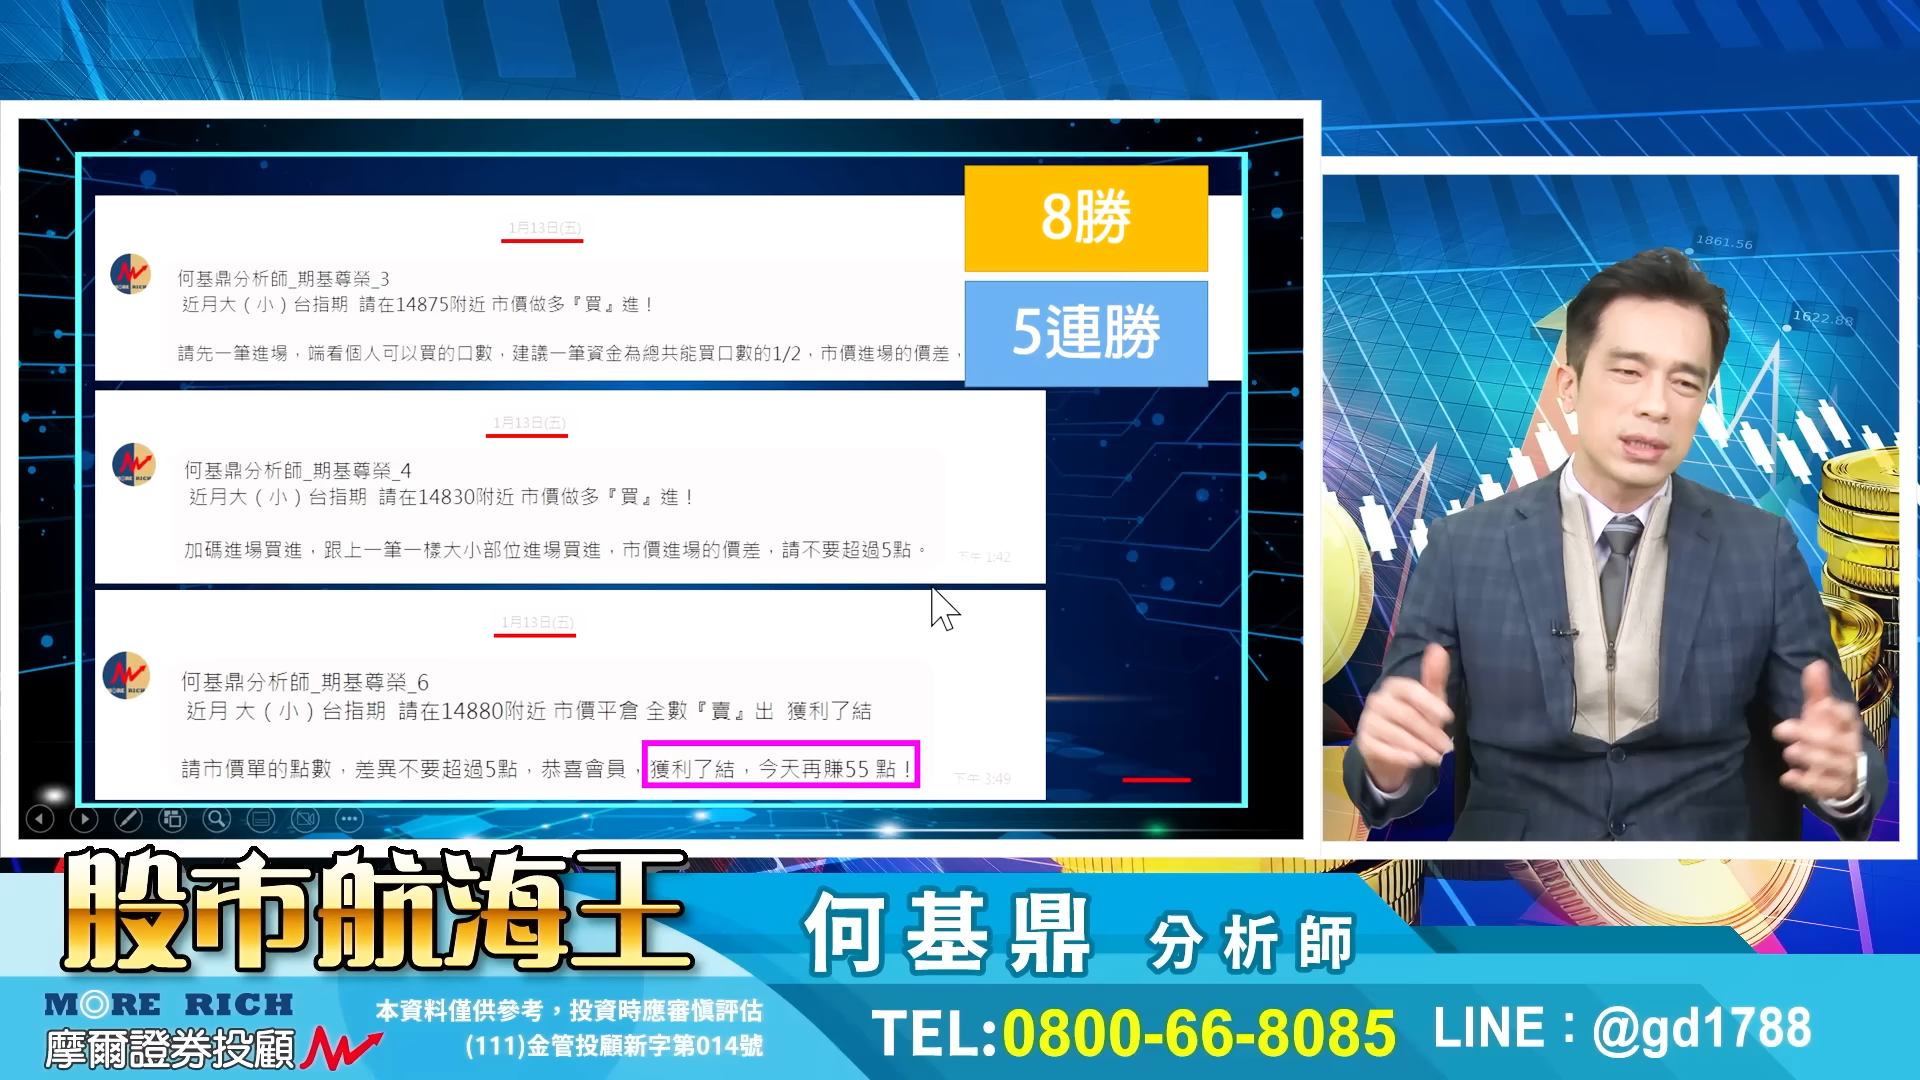 8勝
5連勝
1月13日(五)
何基鼎分析師_期基尊榮_3
近月大（小）台指期 請在14875附近 市價做多『買』進！
請先一筆進場，端看個人可以買的口數，建議一筆資金為總共能買口數的1/2，市價進場的價差，
1月13日(五)
何基鼎分析師_期基尊榮_4
近月大（小）台指期 請在14830附近 市價做多『買』進！
加碼進場買進，跟上一筆一樣大小部位進場買進，市價進場的價差，請不要超過5點。
下午 1:42
1月13日(五)
何基鼎分析師_期基尊榮_6
近月 大（小）台指期 請在14880附近 市價平倉 全數『賣』出 獲利了結
請市價單的點數，差異不要超過5點，恭喜會員，獲利了結，今天再賺55 點！
下午 3:49
1861.56
1622.88
股市航海王
MORE RICH
摩爾證券投顧
本資料僅供參考，投資時應審慎評估
(111)金管投顧新字第014號
何基鼎 分析師
TEL:0800-66-8085
LINE：@gd1788